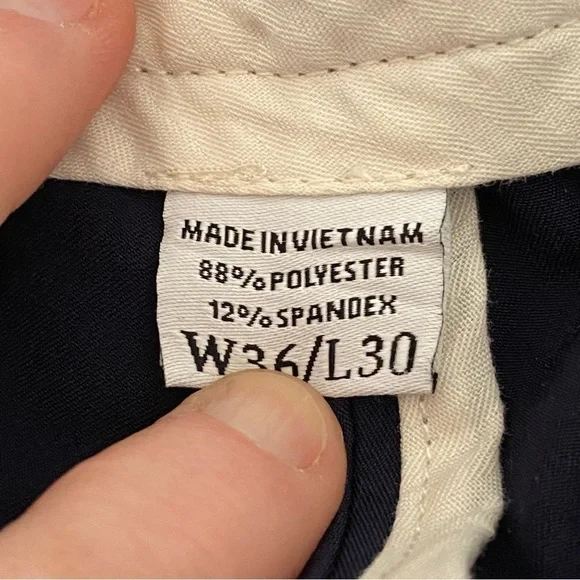 MADE IN VIETNAM
88% POLYESTER
12% SPANDEX
W36/L30